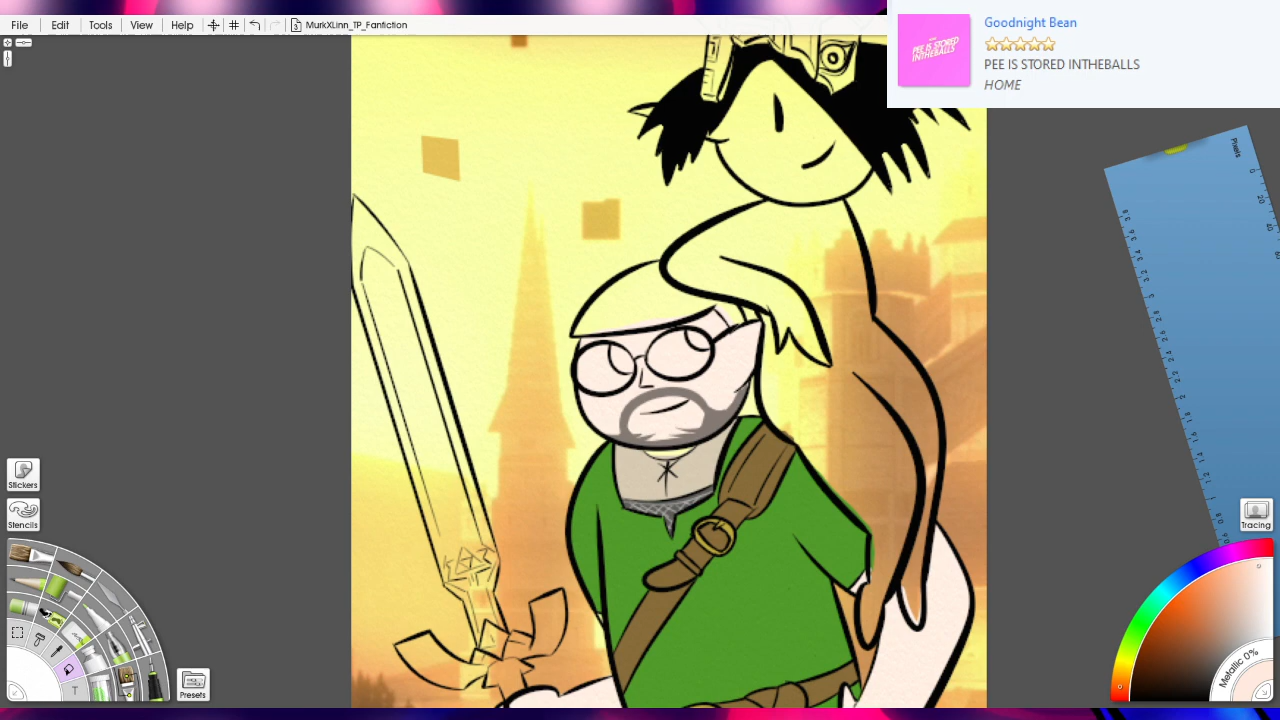 File Edit Tools View Help 3 MurkXLinn_TP_Fanfiction
PEE IS STORED
INTHEBALLS
Goodnight Bean
PEE IS STORED INTHEBALLS
HOME
Pixels
Stickers
Stencils
T
Presets
Tracing
Metallic 0%